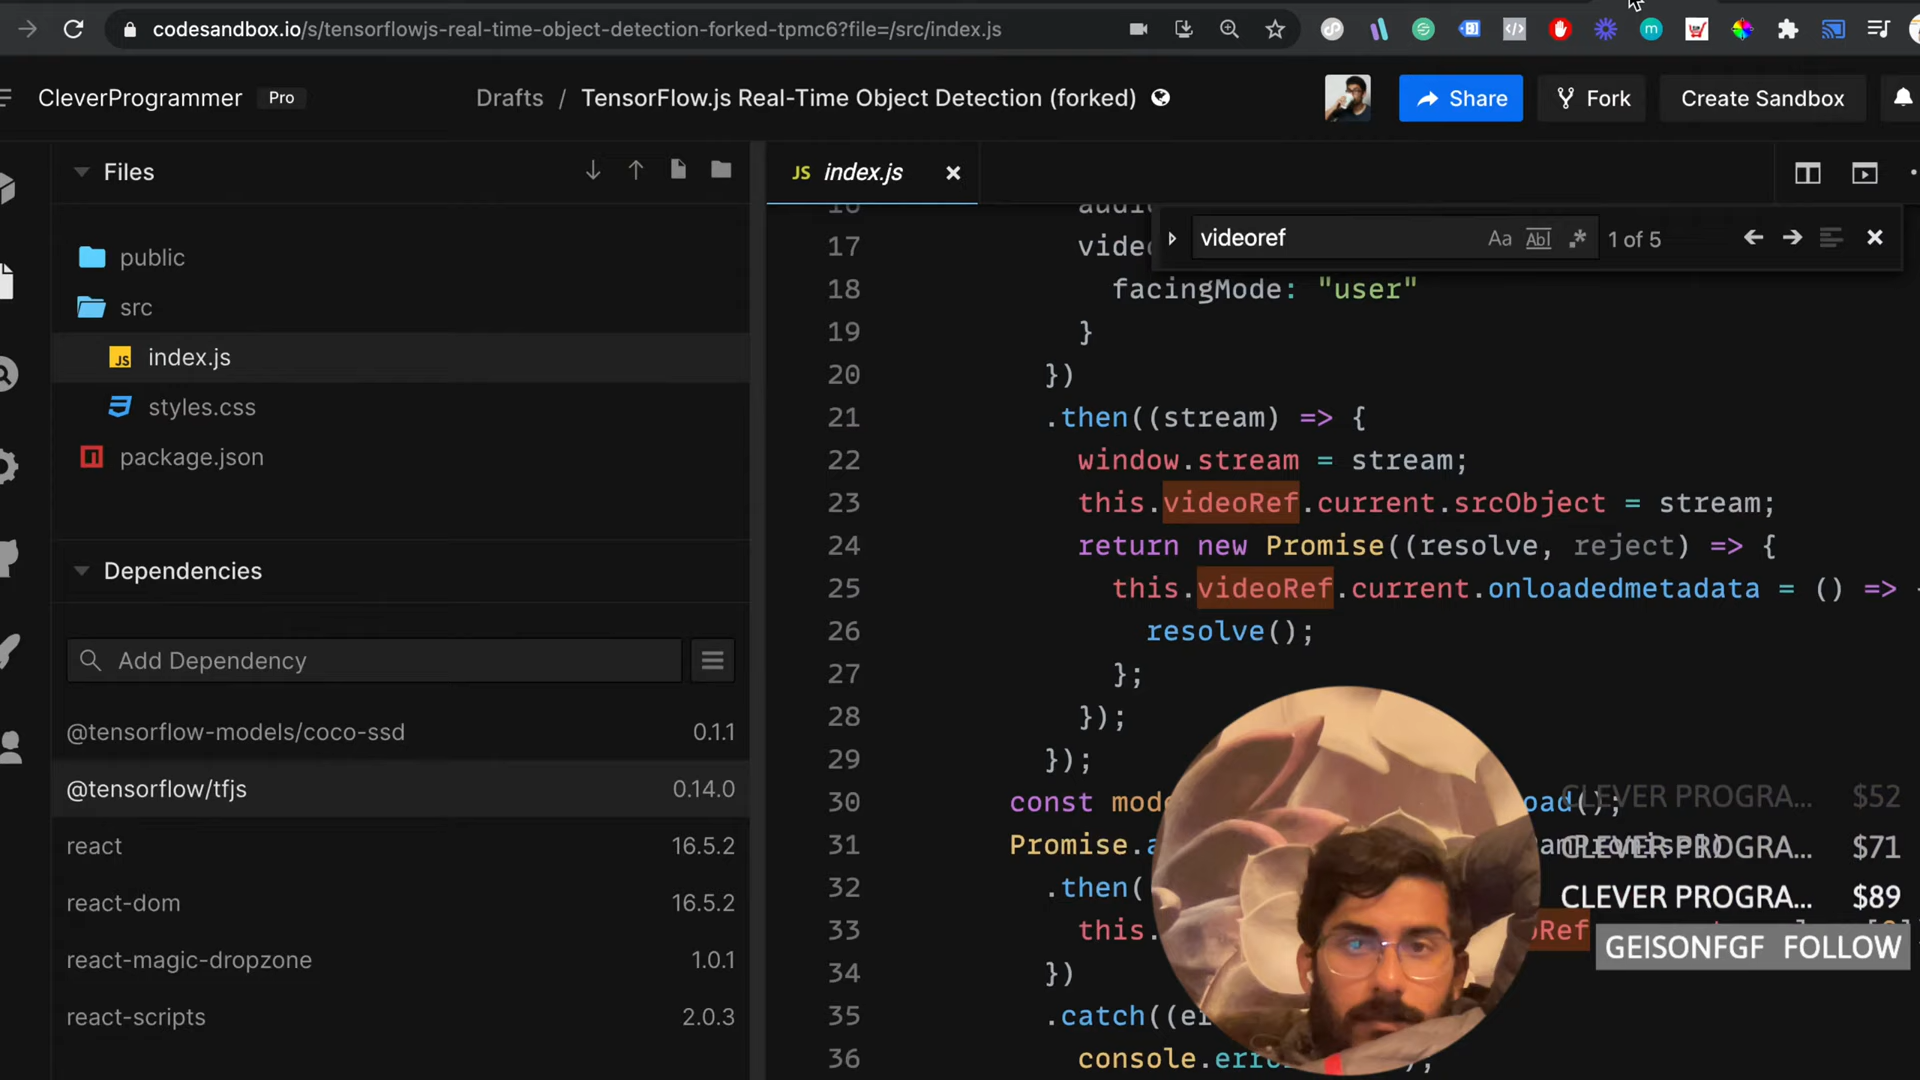 codesandbox.io/s/tensorflowjs-real-time-object-detection-forked-tpmc6?file=/src/index.js
CleverProgrammer Pro
Drafts / TensorFlow.js Real-Time Object Detection (forked)
Share
Fork
Create Sandbox
Files
JS index.js
public
src
JS index.js
styles.css
package.json
Dependencies
Add Dependency
@tensorflow-models/coco-ssd 0.1.1
@tensorflow/tfjs 0.14.0
react 16.5.2
react-dom 16.5.2
react-magic-dropzone 1.0.1
react-scripts 2.0.3
videoref Aa Abl .* 1 of 5
16
17
18 facingMode: "user"
19 }
20 })
21 .then((stream) => {
22 window.stream = stream;
23 this.videoRef.current.srcObject = stream;
24 return new Promise((resolve, reject) => {
25 this.videoRef.current.onloadedmetadata = () =>
26 resolve();
27 };
28 });
29 });
30 const
31 Promise.
32 .then(
33 this.
34 })
35 .catch((
36 console.
CLEVER PROGRA... $52
CLEVER PROGRA... $71
CLEVER PROGRA... $89
GEISONFGF FOLLOW